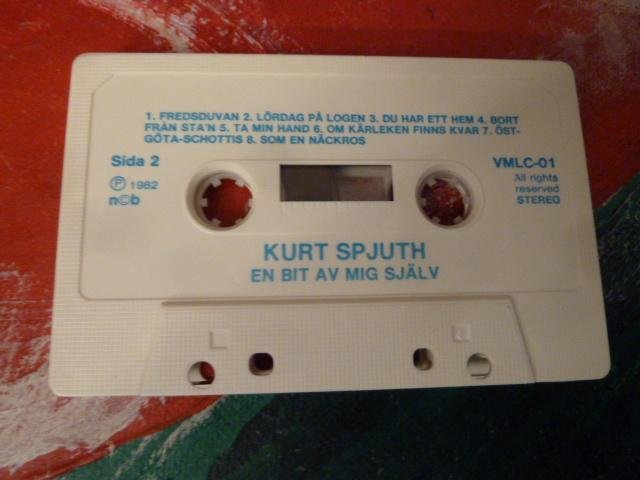 1. FREDSDUVAN 2. LÖRDAG PÅ LOGEN 3. DU HAR ETT HEM 4. BORT
FRÅN STA'N 5. TA MIN HAND 6. OM KÄRLEKEN FINNS KVAR 7. ÖST-
GÖTA-SCHOTTIS 8. SOM EN NÄCKROS
Sida 2
Ⓟ 1982
n©b
VMLC-01
All rights
reserved
STEREO
KURT SPJUTH
EN BIT AV MIG SJÄLV